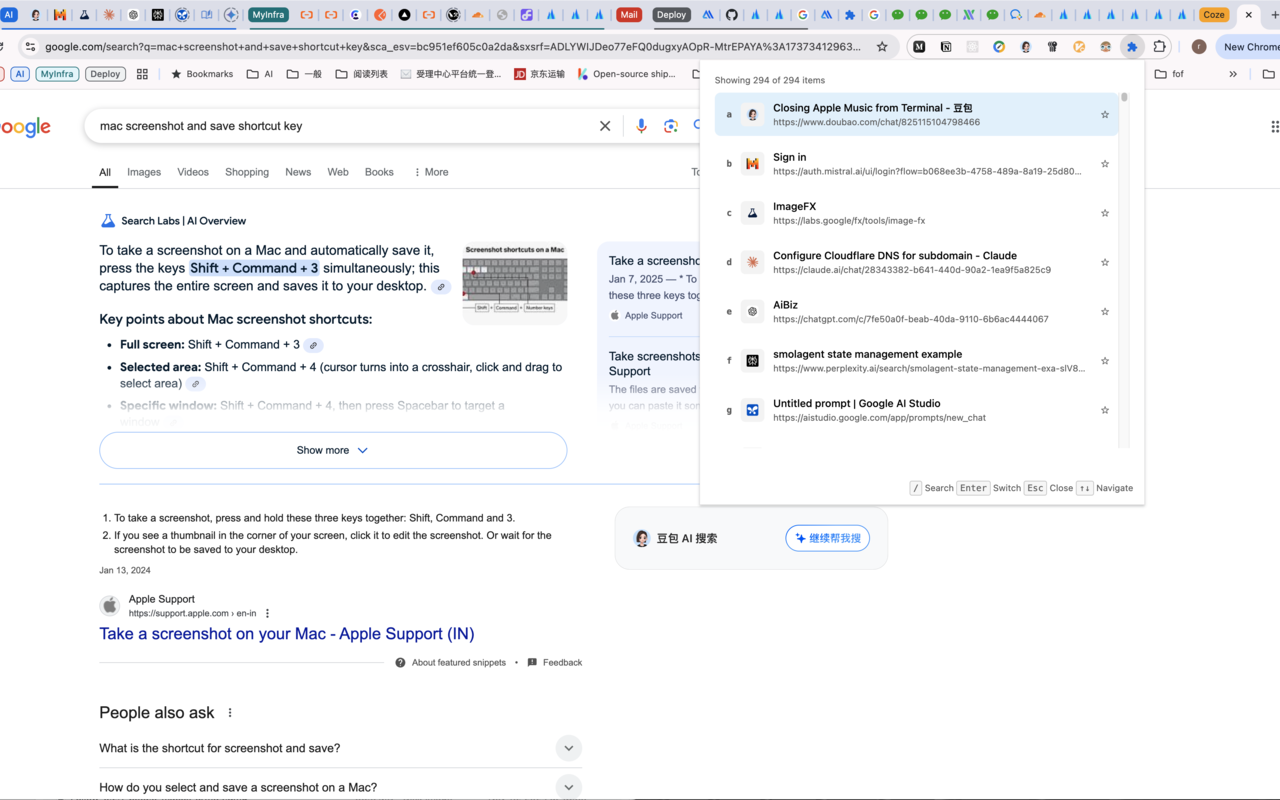 AI
MyInfra
Mail
Deploy
Coze
google.com/search?q=mac+screenshot+and+save+shortcut+key&sca_esv=bc951ef605c0a2da&sxsrf=ADLYWIJDeo77eFQ0dugxyAOpR-MtrEPAYA%3A17373412963...
New Chrome
AI
MyInfra
Deploy
Bookmarks
AI
一般
阅读列表
受理中心平台统一登...
京东运输
Open-source ship...
fof
oogle
mac screenshot and save shortcut key
All
Images
Videos
Shopping
News
Web
Books
More
Search Labs | AI Overview
To take a screenshot on a Mac and automatically save it,
press the keys Shift + Command + 3 simultaneously; this
captures the entire screen and saves it to your desktop.
Key points about Mac screenshot shortcuts:
Full screen: Shift + Command + 3
Selected area: Shift + Command + 4 (cursor turns into a crosshair, click and drag to
select area)
Specific window: Shift + Command + 4, then press Spacebar to target a
window
Screenshot shortcuts on a Mac
Shift + Command + Number keys
Take a screensho
Jan 7, 2025 — * To
these three keys tog
Apple Support
Take screenshots
Support
The files are saved
you can paste it so
Show more
1. To take a screenshot, press and hold these three keys together: Shift, Command and 3.
2. If you see a thumbnail in the corner of your screen, click it to edit the screenshot. Or wait for the
screenshot to be saved to your desktop.
Jan 13, 2024
Apple Support
https://support.apple.com › en-in
Take a screenshot on your Mac - Apple Support (IN)
About featured snippets
Feedback
People also ask
What is the shortcut for screenshot and save?
How do you select and save a screenshot on a Mac?
豆包 AI 搜索
继续帮我搜
Showing 294 of 294 items
a
Closing Apple Music from Terminal - 豆包
https://www.doubao.com/chat/825115104798466
b
Sign in
https://auth.mistral.ai/ui/login?flow=b068ee3b-4758-489a-8a19-25d80...
c
ImageFX
https://labs.google/fx/tools/image-fx
d
Configure Cloudflare DNS for subdomain - Claude
https://claude.ai/chat/28343382-b641-440d-90a2-1ea9f5a825c9
e
AiBiz
https://chatgpt.com/c/7fe50a0f-beab-40da-9110-6b6ac4444067
f
smolagent state management example
https://www.perplexity.ai/search/smolagent-state-management-exa-slV8...
g
Untitled prompt | Google AI Studio
https://aistudio.google.com/app/prompts/new_chat
/ Search Enter Switch Esc Close ↑↓ Navigate